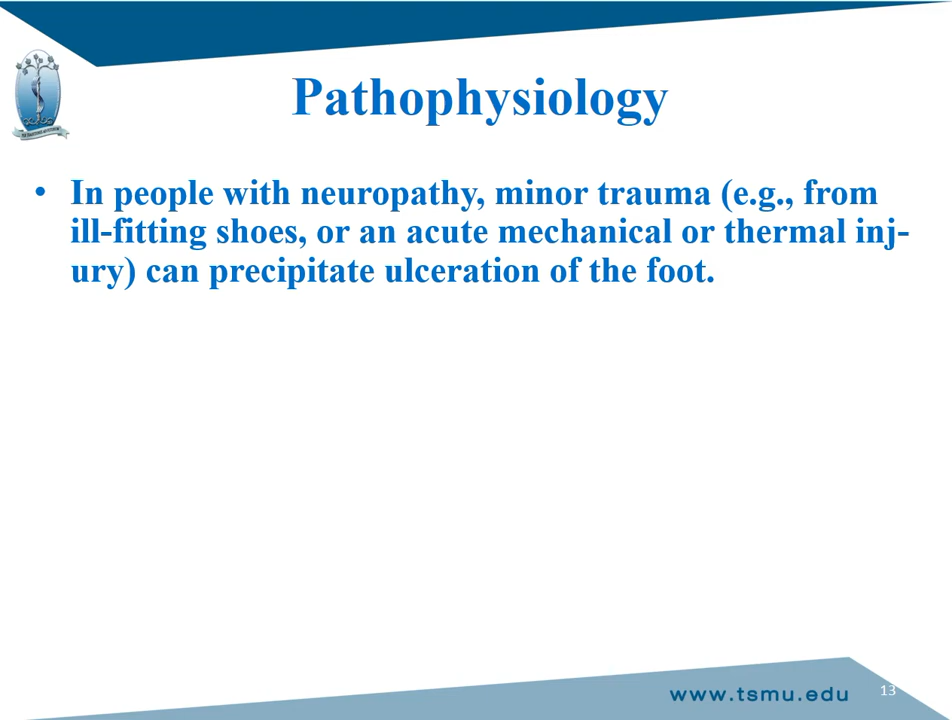 Pathophysiology
• In people with neuropathy, minor trauma (e.g., from
ill-fitting shoes, or an acute mechanical or thermal inj-
ury) can precipitate ulceration of the foot.
www.tsmu.edu
13